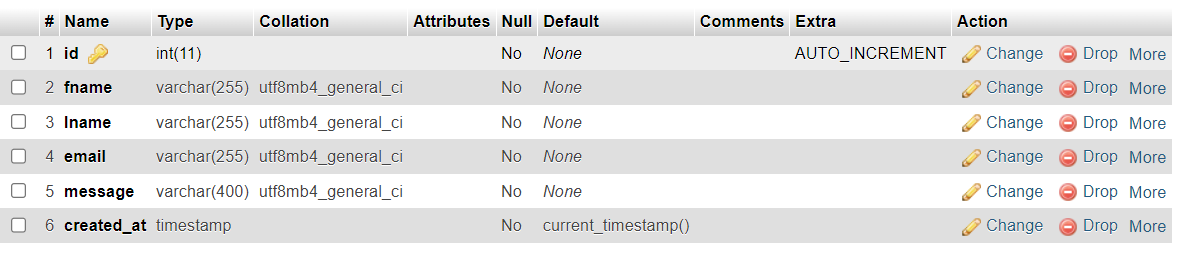 # Name Type Collation Attributes Null Default Comments Extra Action
1 id int(11) No None AUTO_INCREMENT Change Drop More
2 fname varchar(255) utf8mb4_general_ci No None Change Drop More
3 lname varchar(255) utf8mb4_general_ci No None Change Drop More
4 email varchar(255) utf8mb4_general_ci No None Change Drop More
5 message varchar(400) utf8mb4_general_ci No None Change Drop More
6 created_at timestamp No current_timestamp() Change Drop More